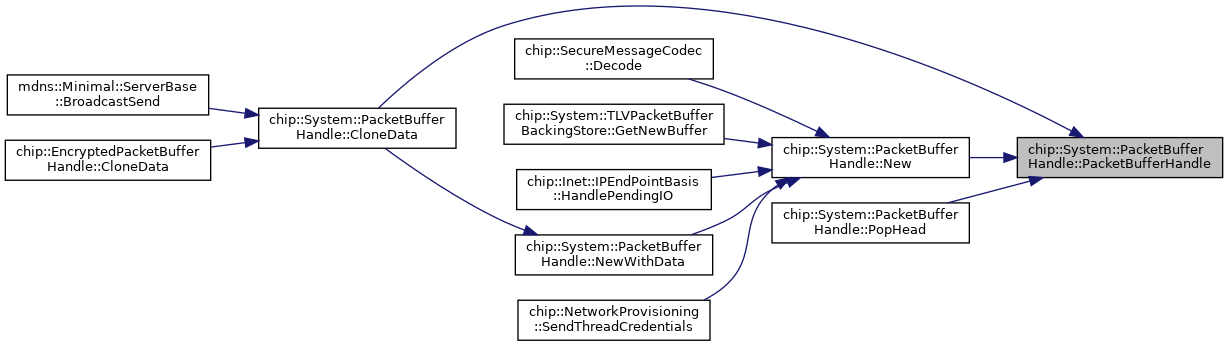 mdns::Minimal::ServerBase
::BroadcastSend
chip::EncryptedPacketBuffer
Handle::CloneData
chip::System::PacketBuffer
Handle::CloneData
chip::SecureMessageCodec
::Decode
chip::System::TLVPacketBuffer
BackingStore::GetNewBuffer
chip::Inet::IPEndPointBasis
::HandlePendingIO
chip::System::PacketBuffer
Handle::NewWithData
chip::NetworkProvisioning
::SendThreadCredentials
chip::System::PacketBuffer
Handle::New
chip::System::PacketBuffer
Handle::PopHead
chip::System::PacketBuffer
Handle::PacketBufferHandle